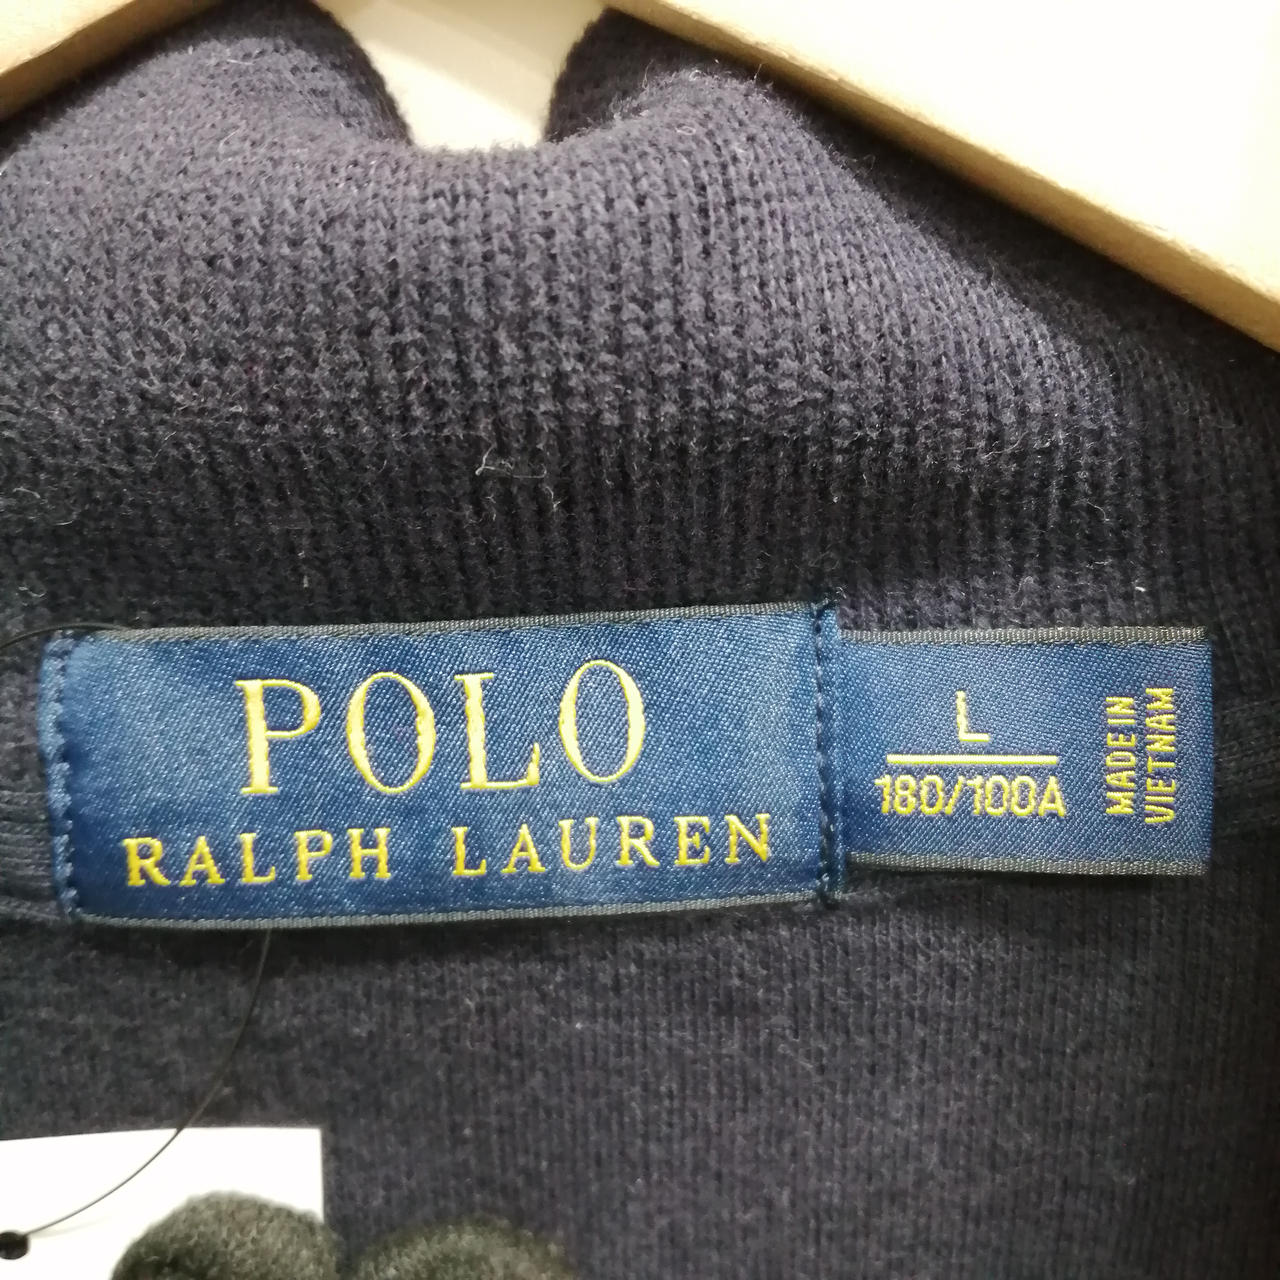 POLO
RALPH LAUREN
L
180/100A
MADE IN
VIETNAM